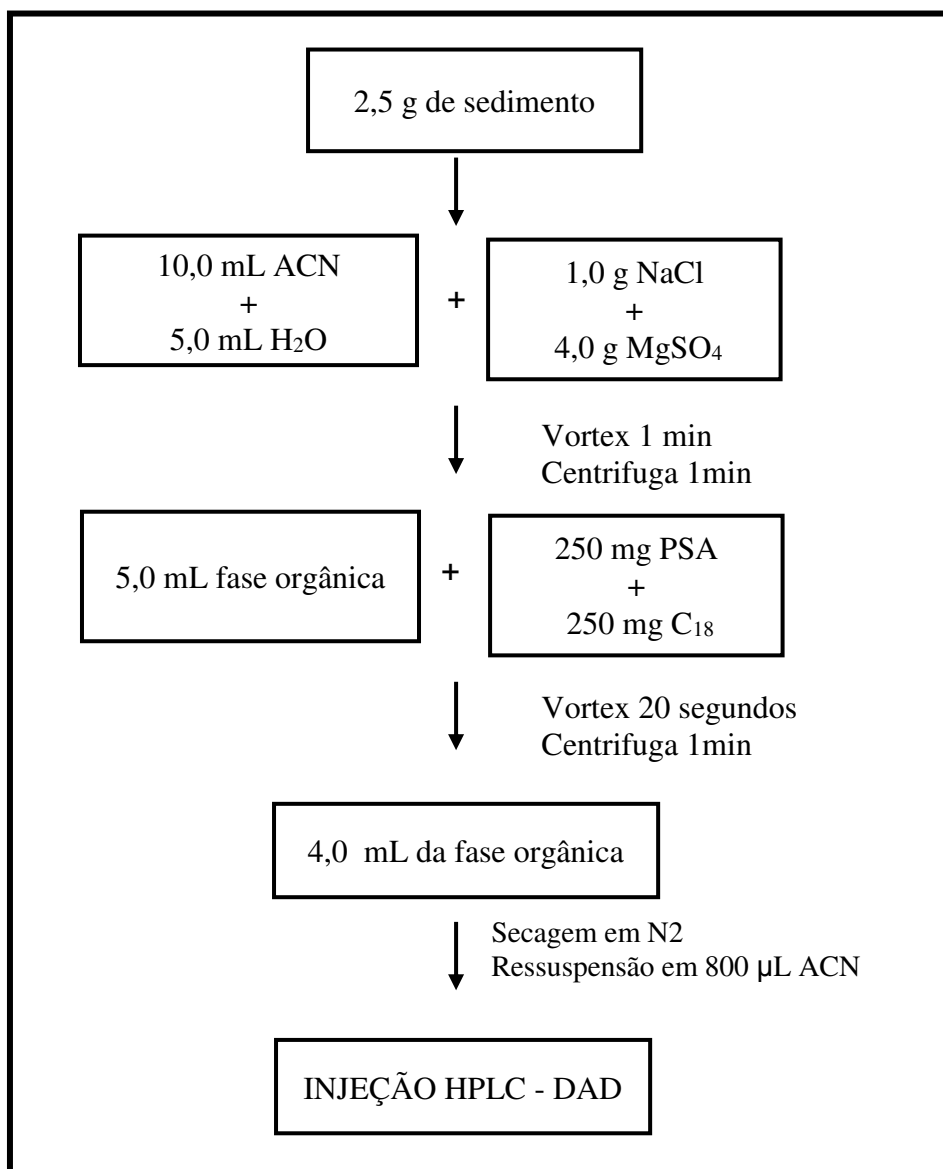 2,5 g de sedimento
10,0 mL ACN
+
5,0 mL H₂O
+
1,0 g NaCl
+
4,0 g MgSO₄
Vortex 1 min
Centrifuga 1min
5,0 mL fase orgânica
+
250 mg PSA
+
250 mg C₁₈
Vortex 20 segundos
Centrifuga 1min
4,0 mL da fase orgânica
Secagem em N2
Ressuspensão em 800 µL ACN
INJEÇÃO HPLC - DAD